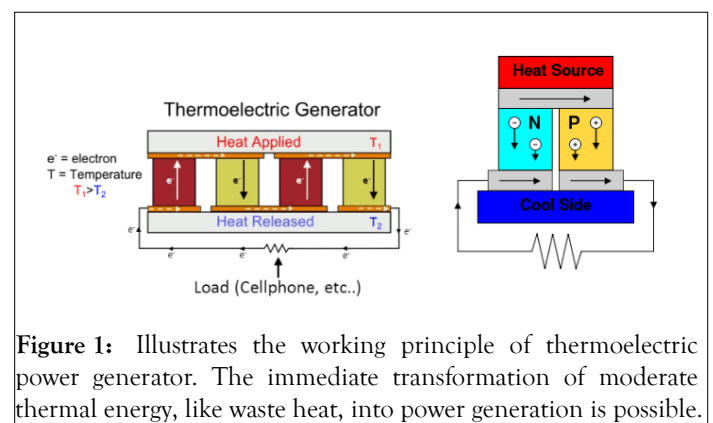 Thermoelectric Generator
Heat Applied T₁
e⁻ = electron
T = Temperature
T₁>T₂
e⁻ e⁻ e⁻ e⁻
Heat Released T₂
e⁻ e⁻
e⁻ e⁻ e⁻ e⁻
Load (Cellphone, etc..)
Heat Source
N P
− +
− +
Cool Side
Figure 1: Illustrates the working principle of thermoelectric
power generator. The immediate transformation of moderate
thermal energy, like waste heat, into power generation is possible.